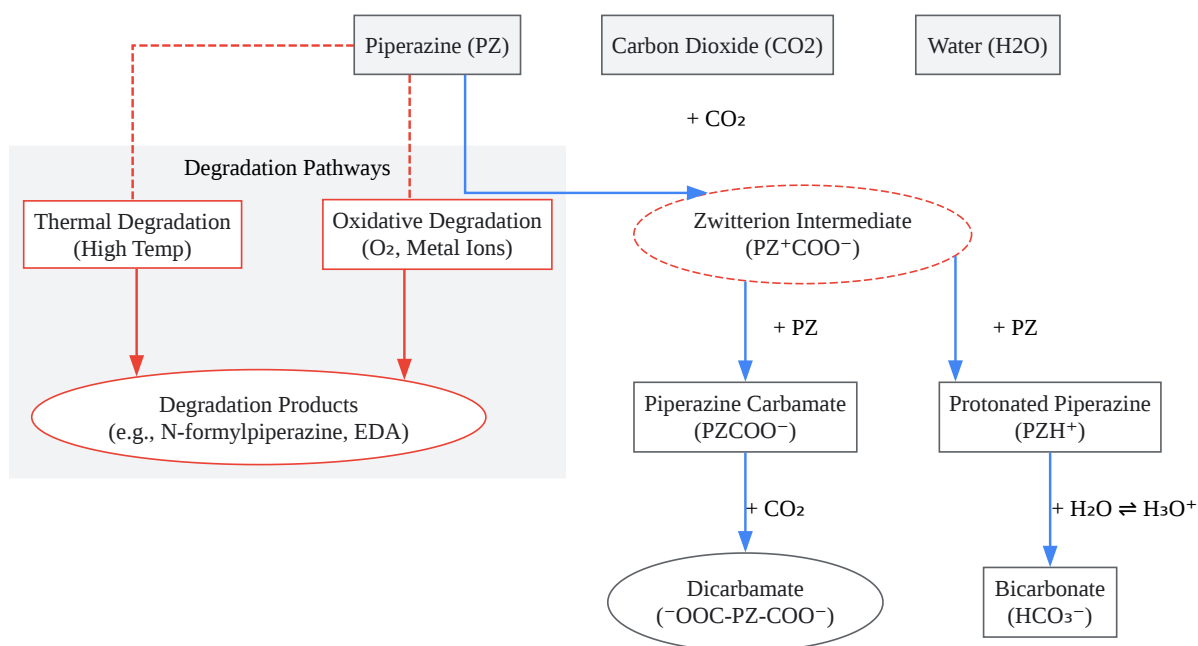 Piperazine (PZ)
Carbon Dioxide (CO2)
Water (H2O)
+ CO₂
Degradation Pathways
Thermal Degradation
(High Temp)
Oxidative Degradation
(O₂, Metal Ions)
Zwitterion Intermediate
(PZ⁺COO⁻)
+ PZ
+ PZ
Degradation Products
(e.g., N-formylpiperazine, EDA)
Piperazine Carbamate
(PZCOO⁻)
Protonated Piperazine
(PZH⁺)
+ CO₂
+ H₂O ⇌ H₃O⁺
Dicarbamate
(⁻OOC-PZ-COO⁻)
Bicarbonate
(HCO₃⁻)